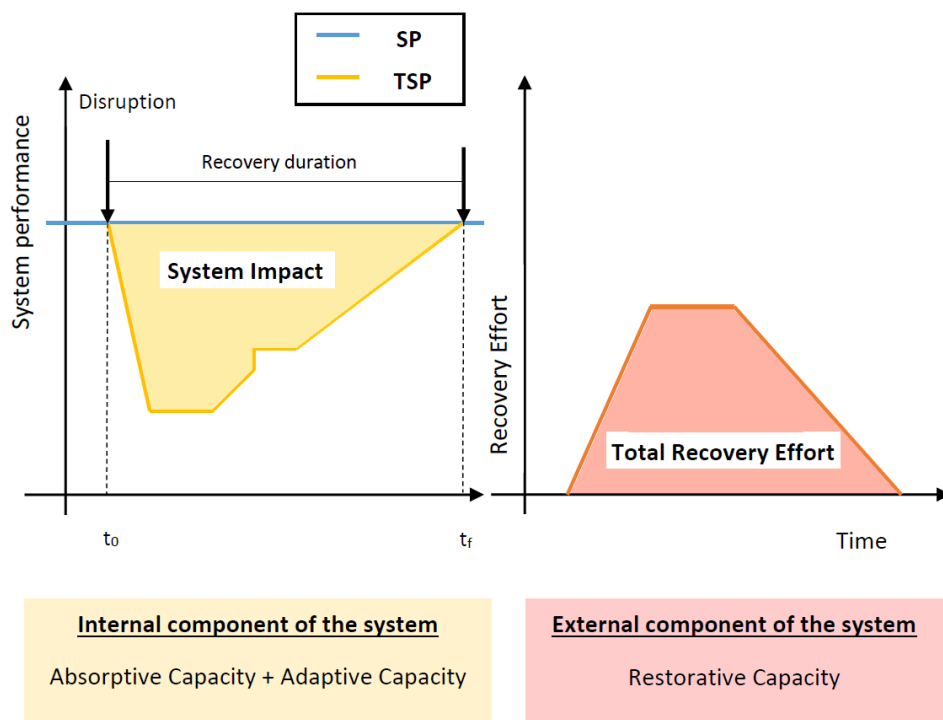 SP
TSP
Disruption
Recovery duration
System performance
System Impact
Recovery Effort
Total Recovery Effort
t₀
t_f
Time
Internal component of the system
Absorptive Capacity + Adaptive Capacity
External component of the system
Restorative Capacity